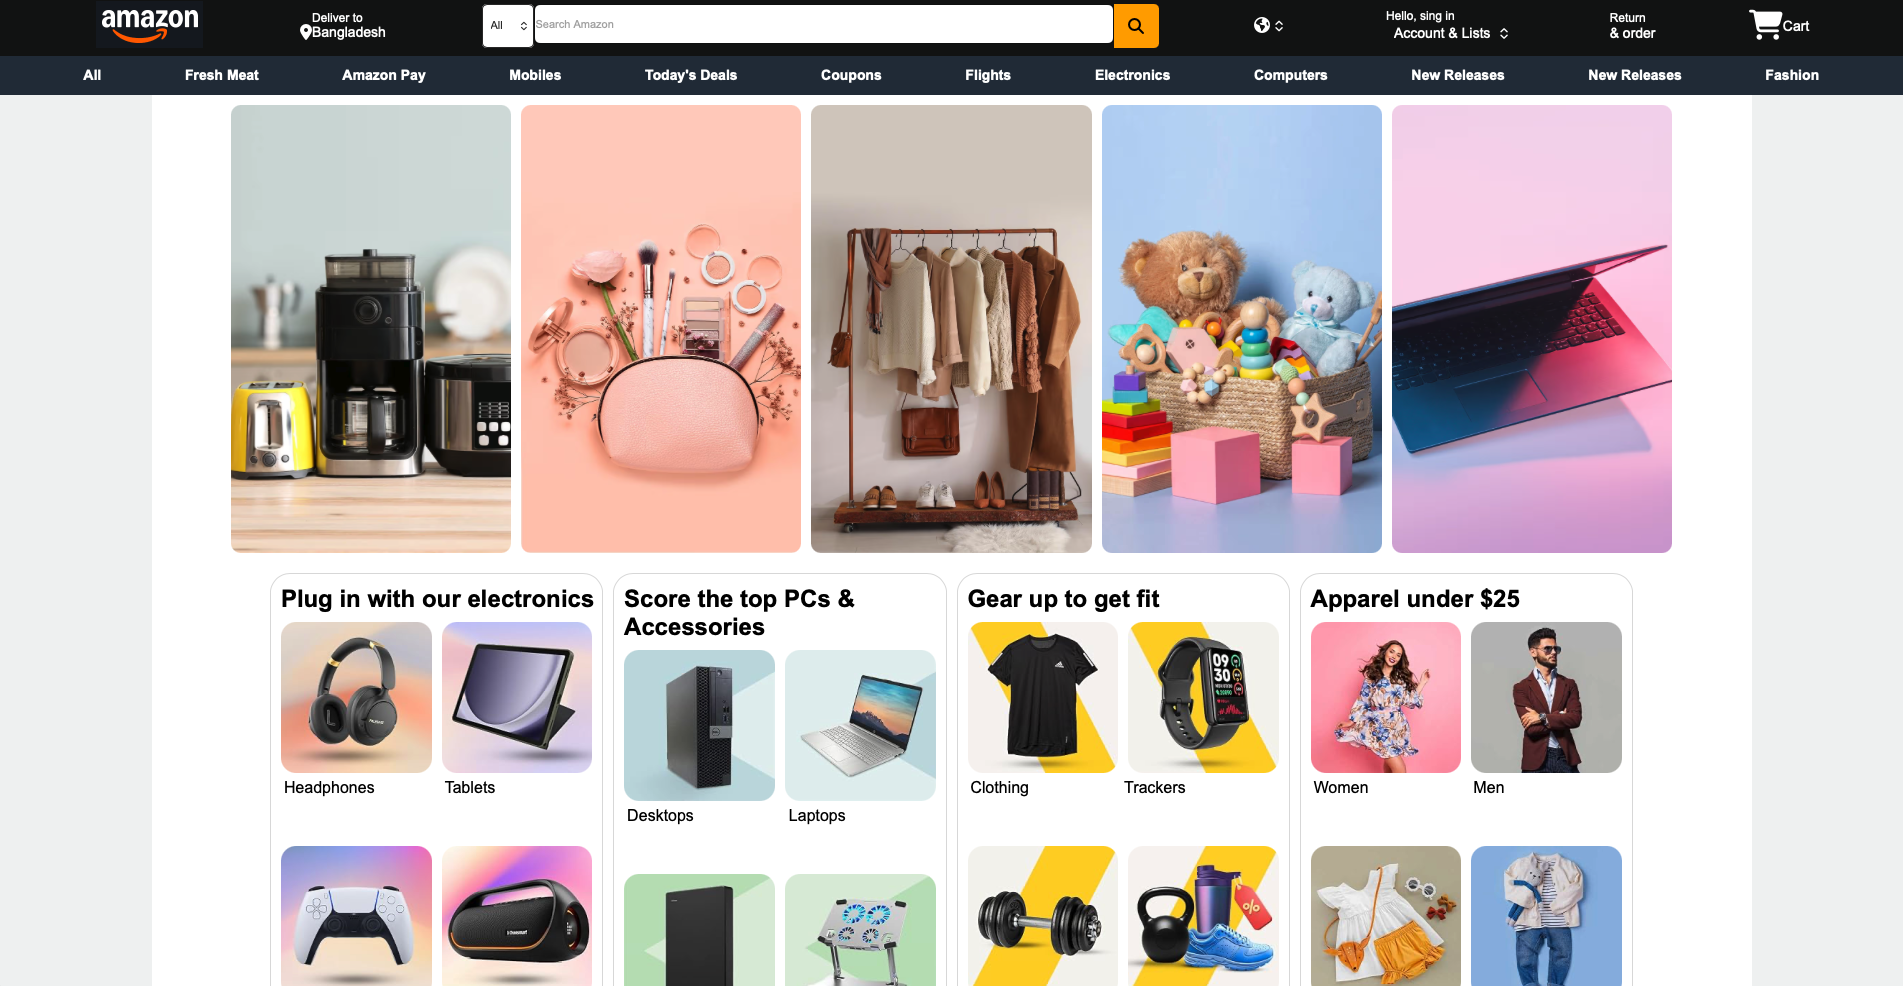 amazon
Deliver to
Bangladesh
All
Search Amazon
Hello, sing in
Account & Lists
Return
& order
Cart
All
Fresh Meat
Amazon Pay
Mobiles
Today's Deals
Coupons
Flights
Electronics
Computers
New Releases
New Releases
Fashion
Plug in with our electronics
Score the top PCs &
Accessories
Gear up to get fit
Apparel under $25
09
30
Headphones
Tablets
Desktops
Laptops
Clothing
Trackers
Women
Men
%